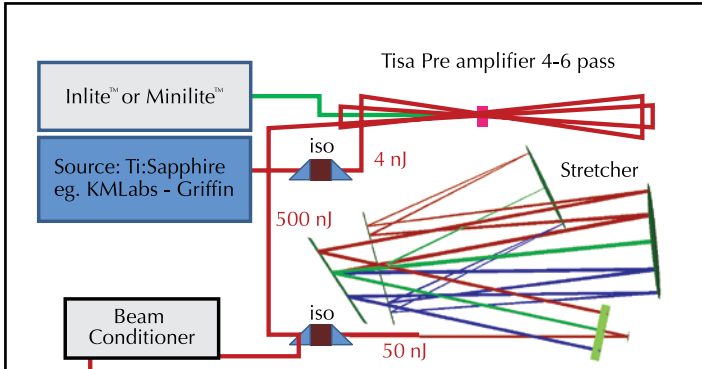 Tisa Pre amplifier 4-6 pass
Inlite™ or Minilite™
iso
Source: Ti:Sapphire
eg. KMLabs - Griffin
4 nJ
Stretcher
500 nJ
iso
Beam
Conditioner
50 nJ